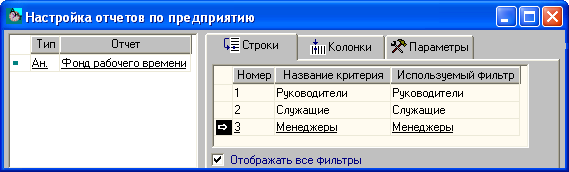 Настройка отчетов по предприятию
Тип Отчет
Ан. Фонд рабочего времени
Строки Колонки Параметры
Номер Название критерия Используемый фильтр
1 Руководители Руководители
2 Служащие Служащие
3 Менеджеры Менеджеры
Отображать все фильтры